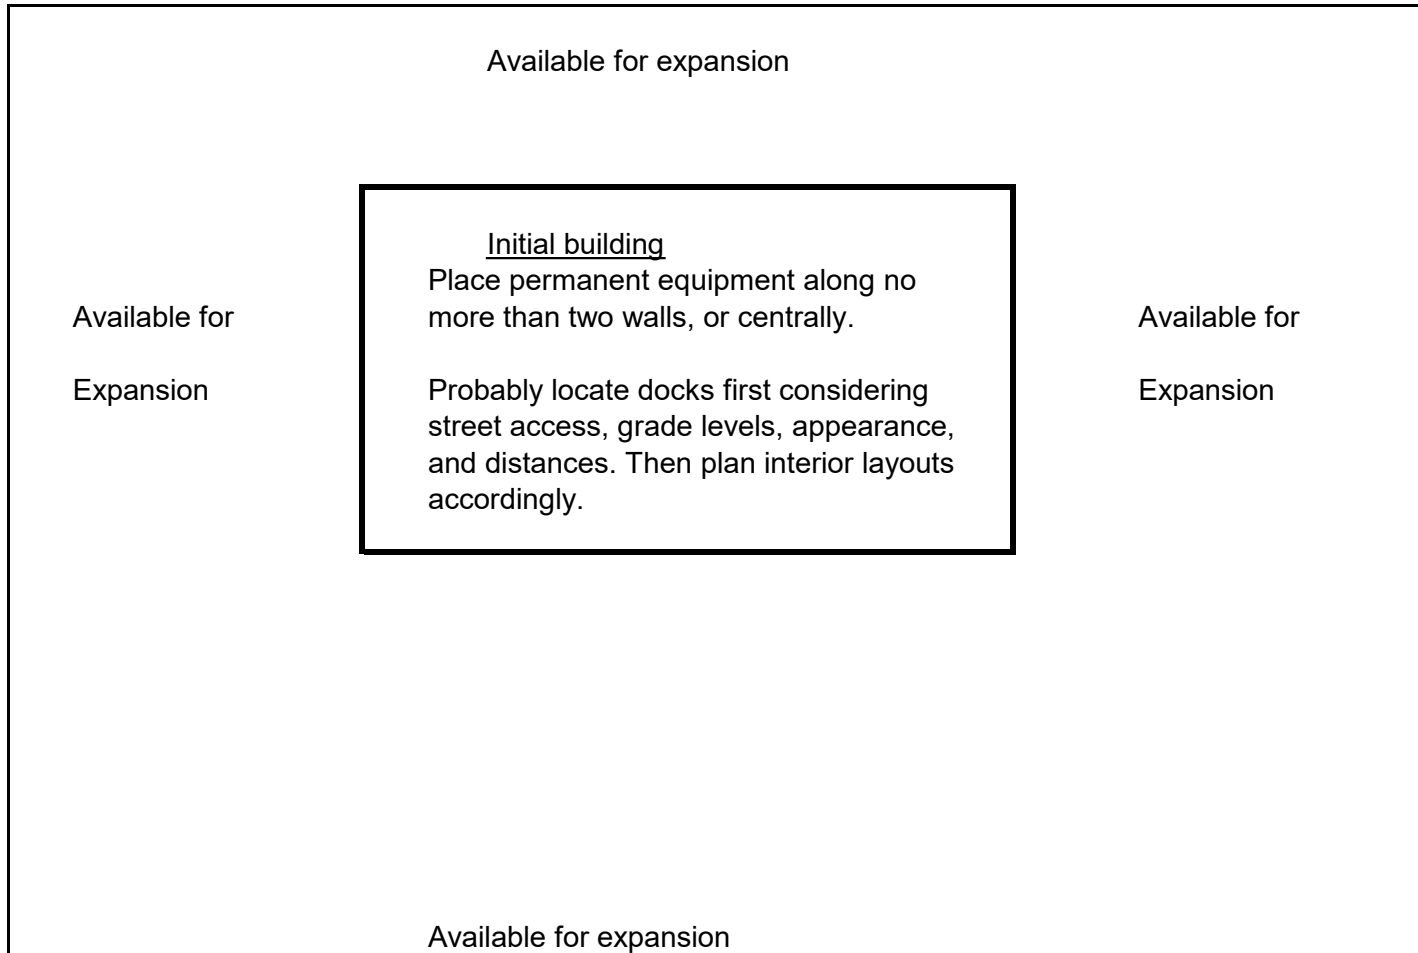 Available for expansion
Initial building
Place permanent equipment along no
more than two walls, or centrally.
Available for
Expansion
Probably locate docks first considering
street access, grade levels, appearance,
and distances. Then plan interior layouts
accordingly.
Available for
Expansion
Available for expansion